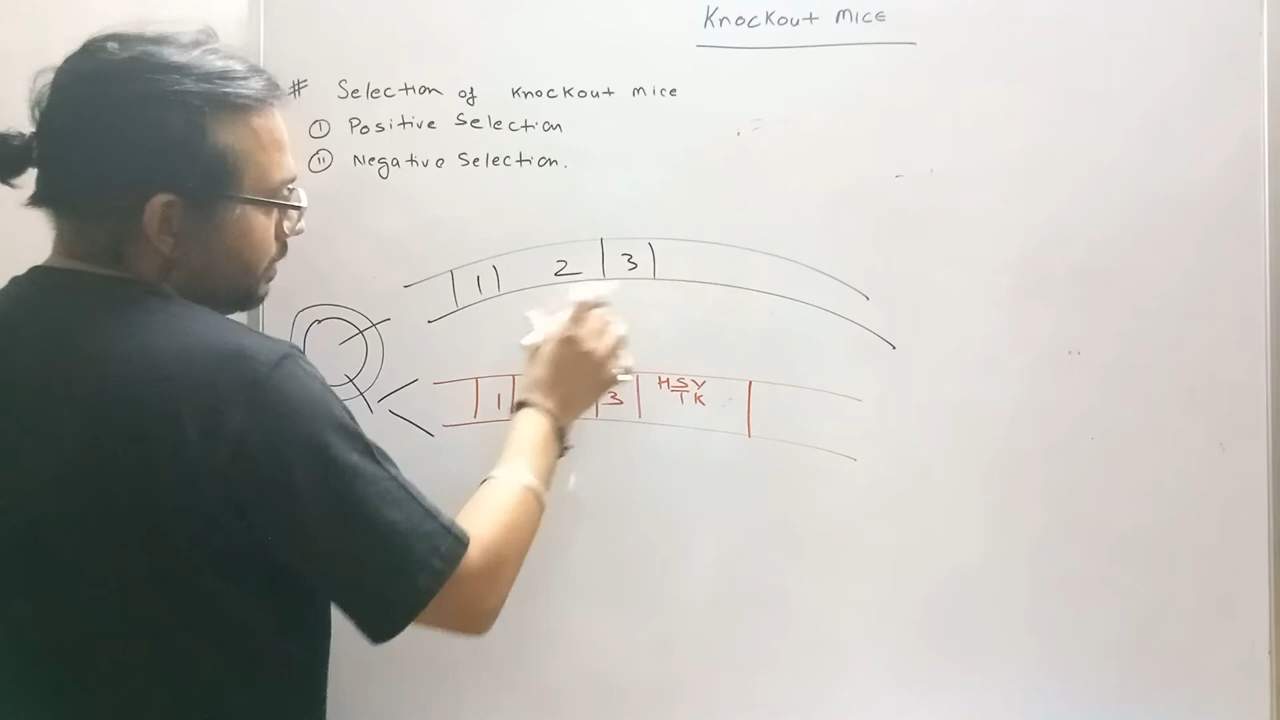 Knockout Mice
# Selection of Knockout mice
① Positive Selection
⑪ Negative Selection.
1 2 3
1 3 HSV
TK